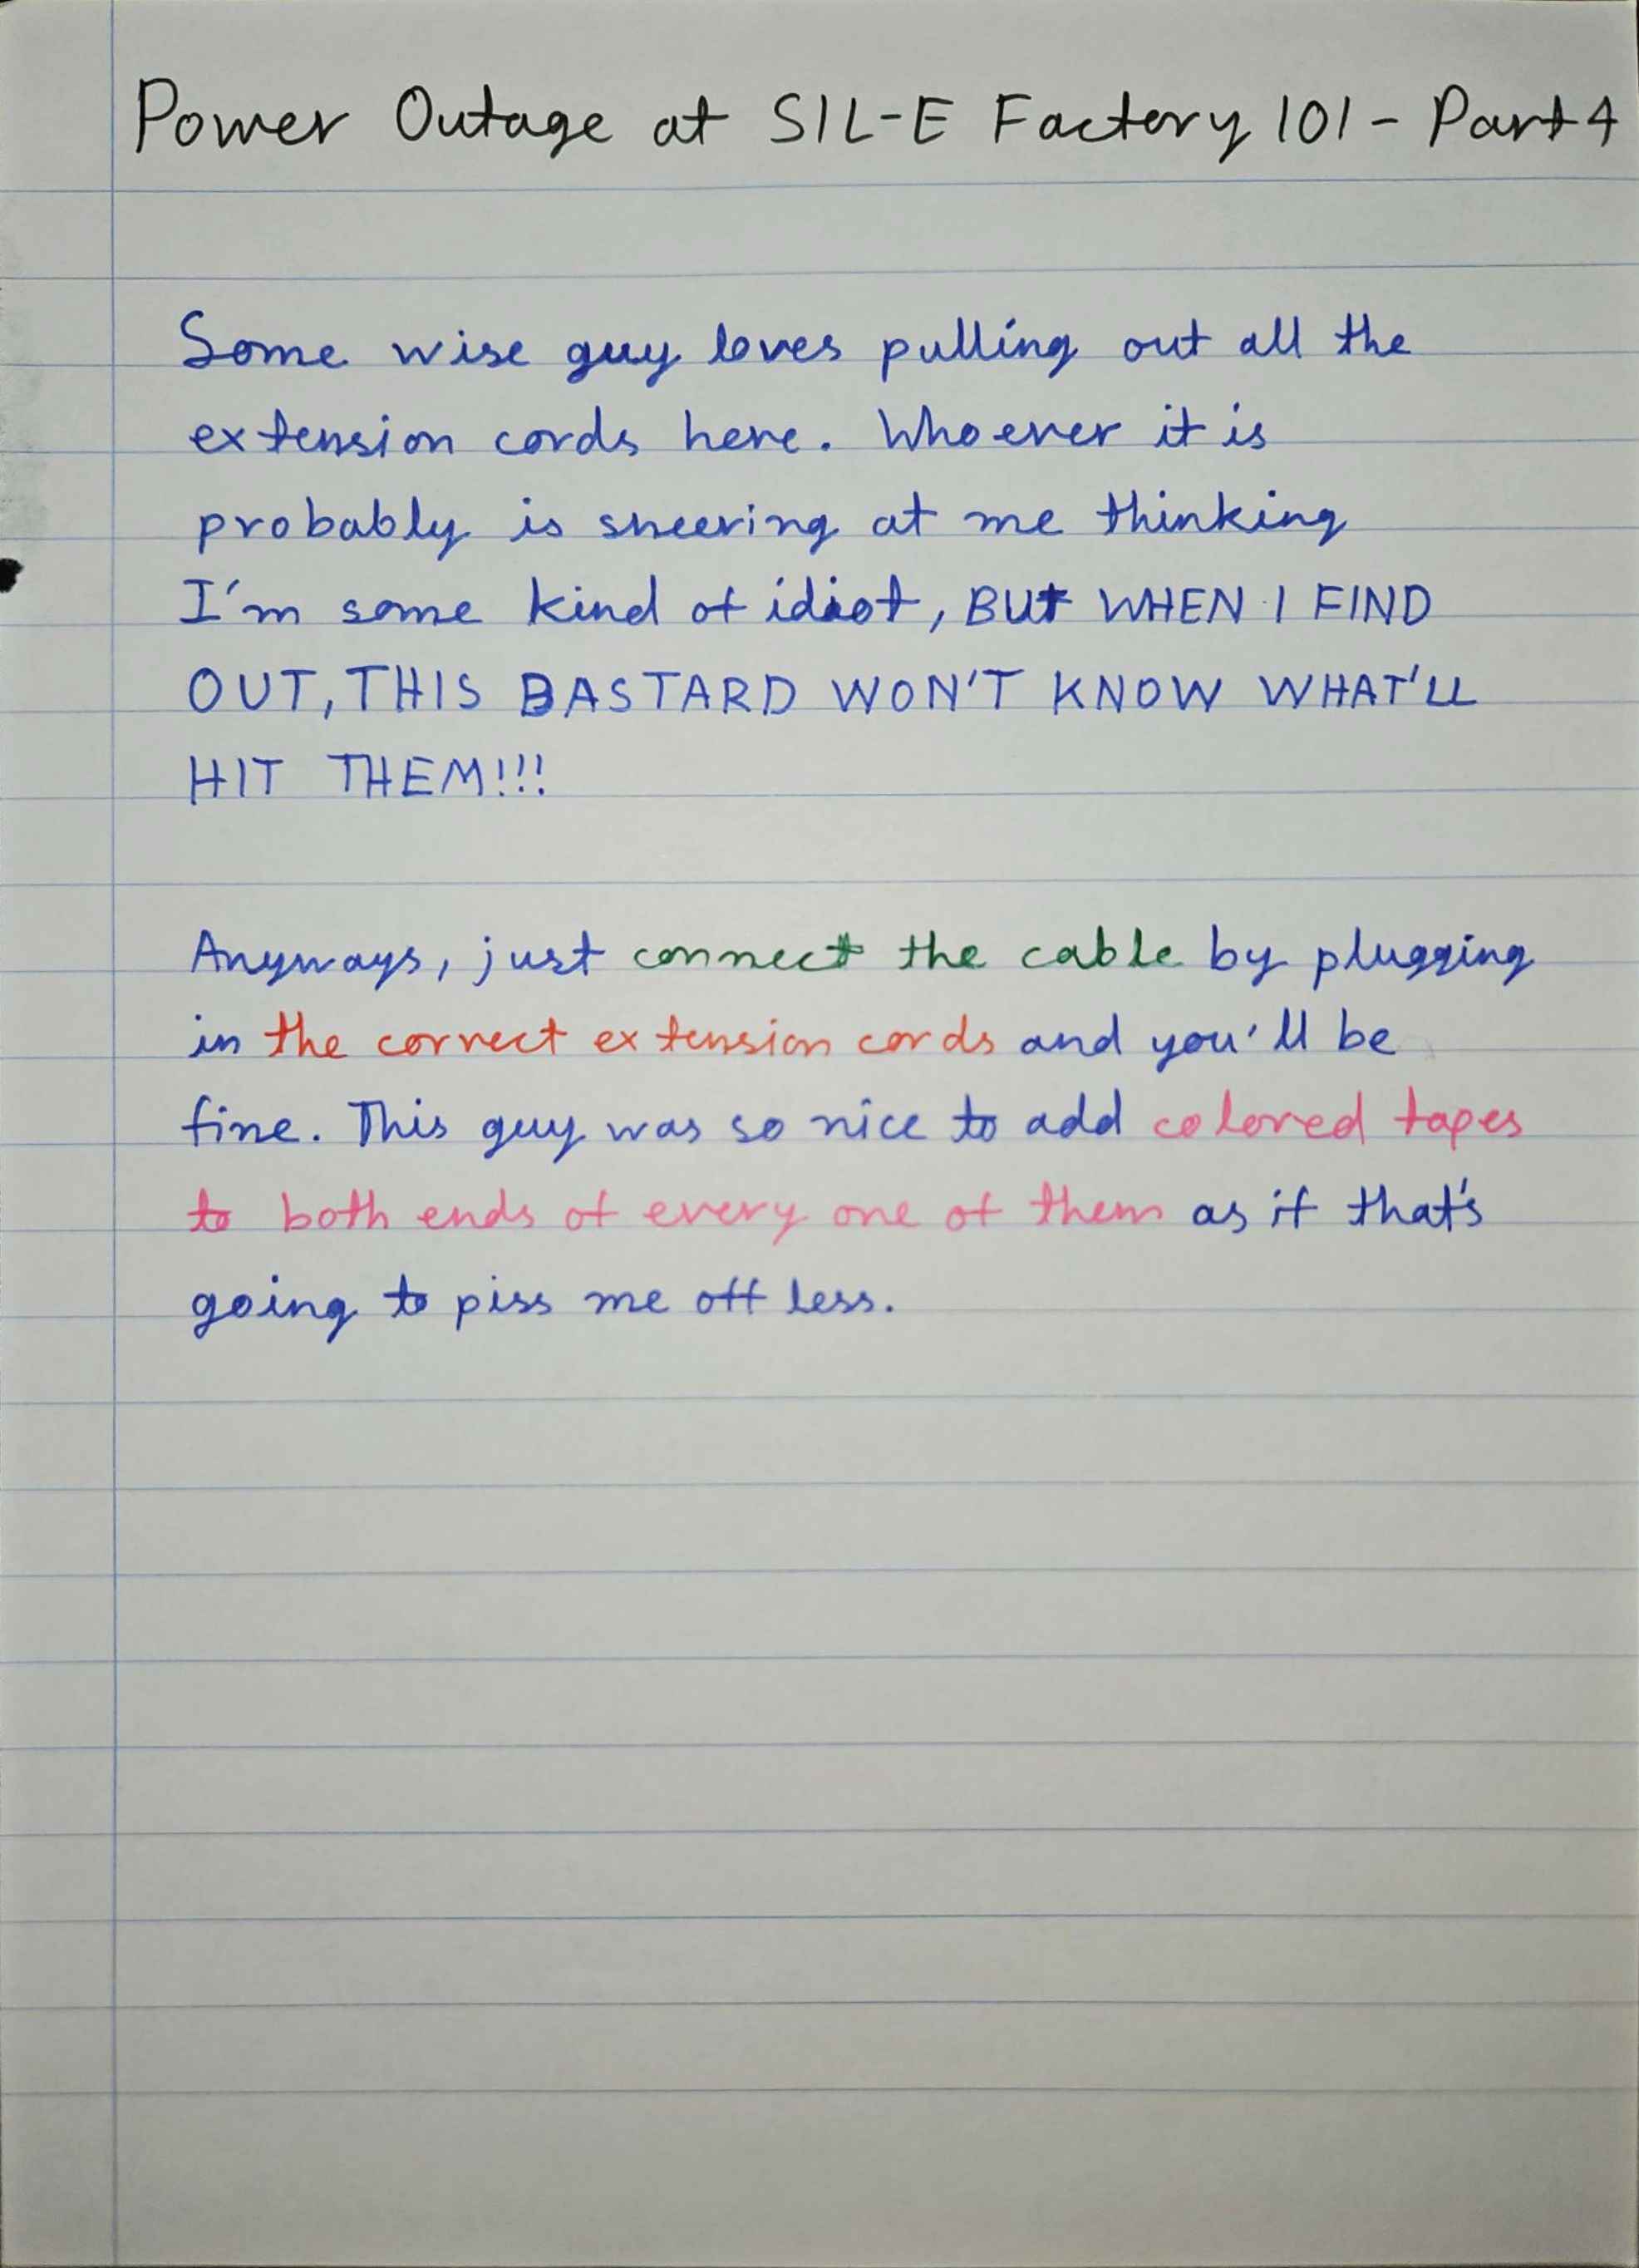 Power Outage at SIL-E Factory 101 - Part 4
Some wise guy loves pulling out all the
extension cords here. Whoever it is
probably is sneering at me thinking
I'm some kind of idiot, BUT WHEN I FIND
OUT, THIS BASTARD WON'T KNOW WHAT'LL
HIT THEM!!!
Anyways, just connect the cable by plugging
in the correct extension cords and you'll be
fine. This guy was so nice to add colored tapes
to both ends of every one of them as if that's
going to piss me off less.